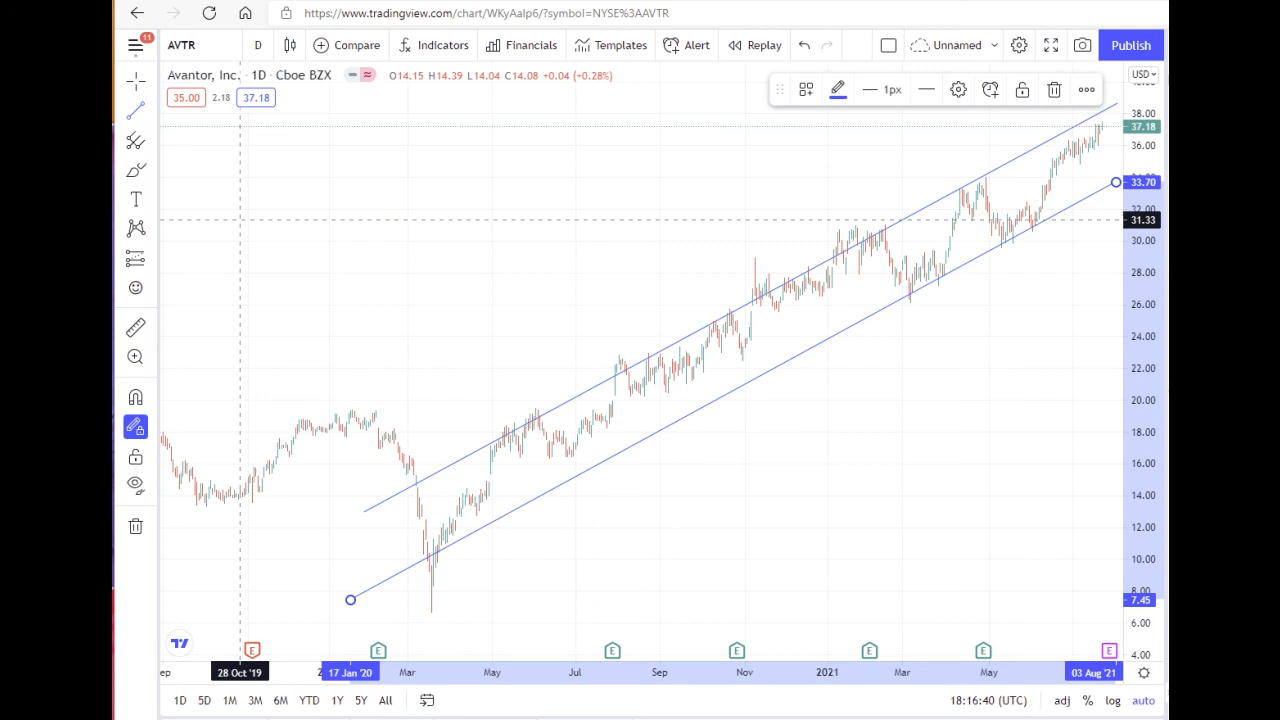 https://www.tradingview.com/chart/WKyAalp6/?symbol=NYSE%3AAVTR
11
AVTR D Compare Indicators Financials Templates Alert Replay Unnamed Publish
Avantor, Inc. · 1D · Cboe BZX O14.15 H14.39 L14.04 C14.08 +0.04 (+0.28%)
USD
1px
35.00 2.18 37.18
38.00
37.18
36.00
33.70
32.00
31.33
30.00
28.00
26.00
24.00
22.00
20.00
18.00
16.00
14.00
12.00
10.00
8.00
7.45
6.00
4.00
E E E E E E E
ep 28 Oct '19 2 17 Jan '20 Mar May Jul Sep Nov 2021 Mar May 03 Aug '21
1D 5D 1M 3M 6M YTD 1Y 5Y All 18:16:40 (UTC) adj % log auto